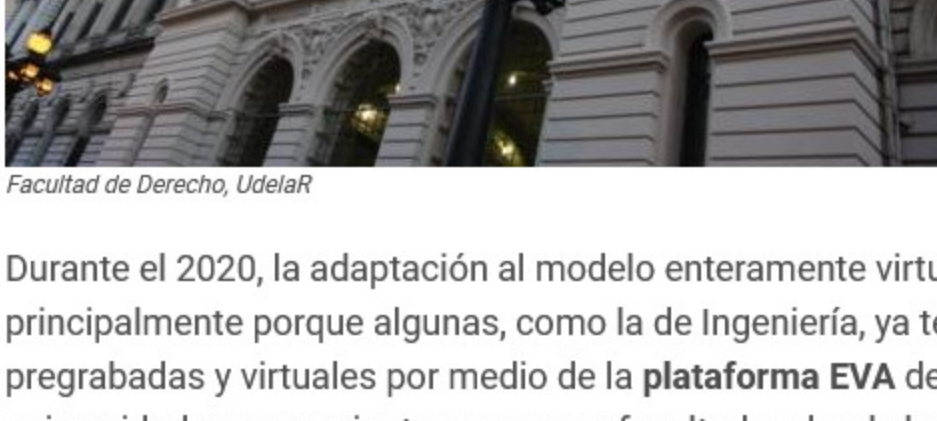 Facultad de Derecho, UdelaR
Durante el 2020, la adaptación al modelo enteramente virtu
principalmente porque algunas, como la de Ingeniería, ya te
pregrabadas y virtuales por medio de la plataforma EVA de